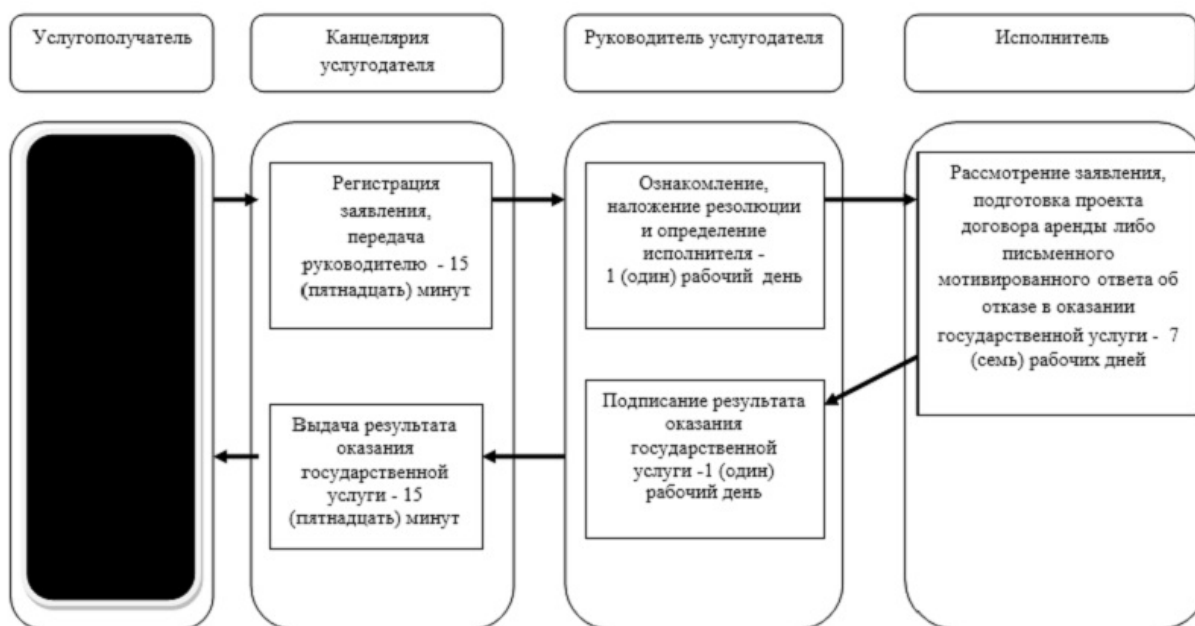 Услугополучатель
Канцелярия
услугодателя
Руководитель услугодателя
Исполнитель
Регистрация
заявления,
передача
руководителю - 15
(пятнадцать) минут
Ознакомление,
наложение резолюции
и определение
исполнителя -
1 (один) рабочий день
Рассмотрение заявления,
подготовка проекта
договора аренды либо
письменного
мотивированного ответа об
отказе в оказании
государственной услуги - 7
(семь) рабочих дней
Выдача результата
оказания
государственной
услуги - 15
(пятнадцать) минут
Подписание результата
оказания
государственной
услуги -1 (один)
рабочий день